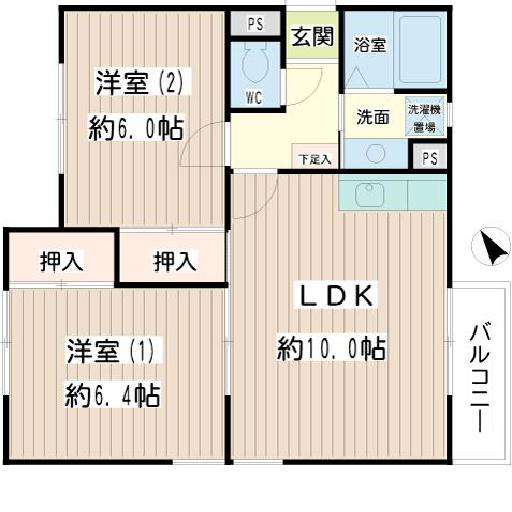 PS
玄関
浴室
洋室(2)
約6.0帖
WC
洗面
洗濯機
置場
下足入
PS
押入
押入
LDK
約10.0帖
洋室(1)
約6.4帖
バルコニー